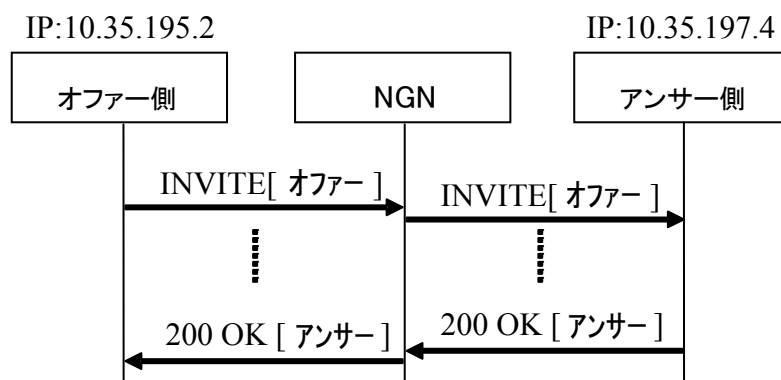 IP:10.35.195.2
IP:10.35.197.4
オファー側
NGN
アンサー側
INVITE[ オファー ]
INVITE[ オファー ]
200 OK [ アンサー ]
200 OK [ アンサー ]